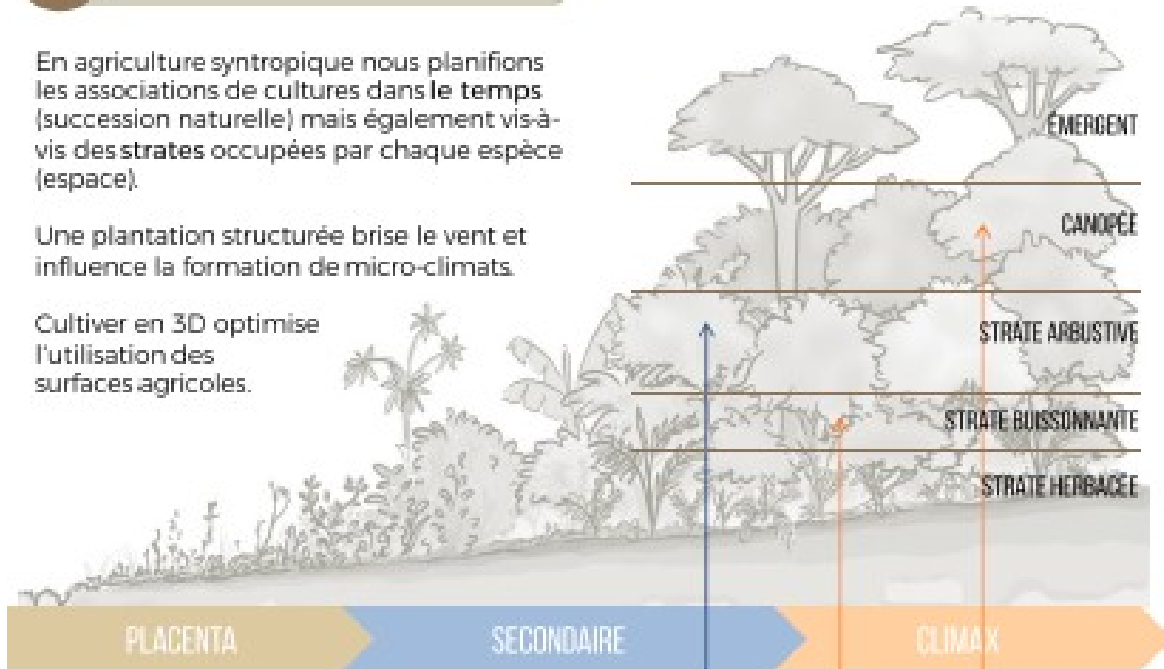 En agriculture syntropique nous planifions
les associations de cultures dans le temps
(succession naturelle) mais également vis-à-
vis des strates occupées par chaque espèce
(espace).
Une plantation structurée brise le vent et
influence la formation de micro-climats.
Cultiver en 3D optimise
l'utilisation des
surfaces agricoles.
ÉMERGENT
CANOPÉE
STRATE ARBUSTIVE
STRATE BUISSONNANTE
STRATE HERBACÉE
PLACENTA
SECONDAIRE
CLIMAX